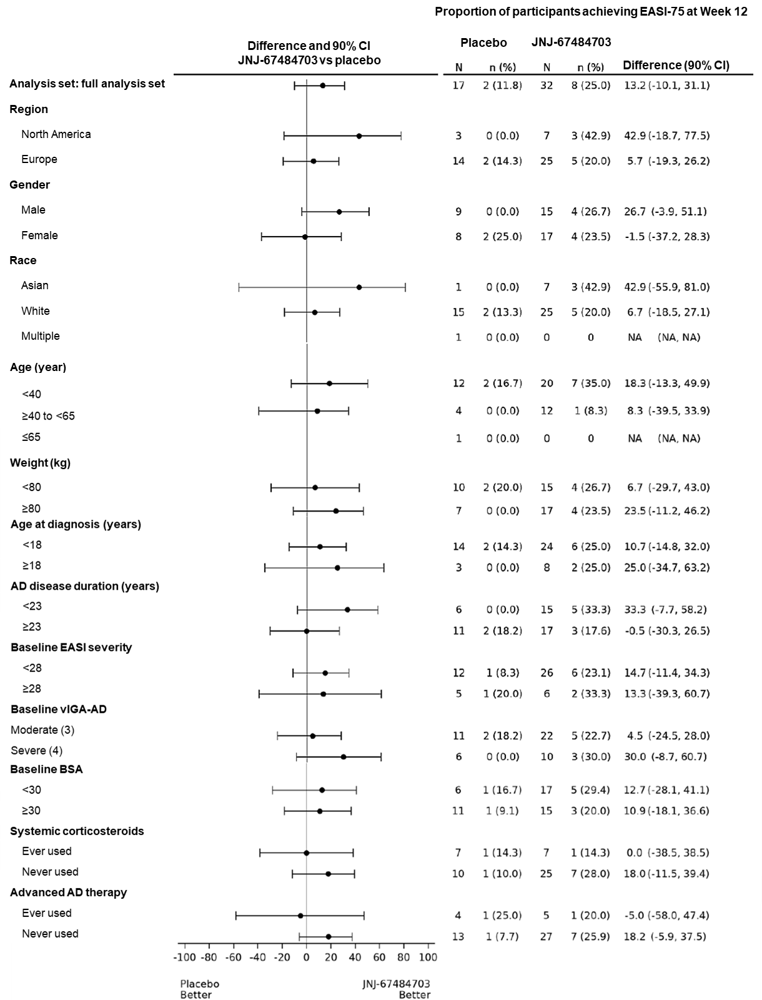 Proportion of participants achieving EASI-75 at Week 12
Difference and 90% CI
JNJ-67484703 vs placebo
Placebo JNJ-67484703
N n (%) N n (%) Difference (90% CI)
Analysis set: full analysis set 17 2 (11.8) 32 8 (25.0) 13.2 (-10.1, 31.1)
Region
North America 3 0 (0.0) 7 3 (42.9) 42.9 (-18.7, 77.5)
Europe 14 2 (14.3) 25 5 (20.0) 5.7 (-19.3, 26.2)
Gender
Male 9 0 (0.0) 15 4 (26.7) 26.7 (-3.9, 51.1)
Female 8 2 (25.0) 17 4 (23.5) -1.5 (-37.2, 28.3)
Race
Asian 1 0 (0.0) 7 3 (42.9) 42.9 (-55.9, 81.0)
White 15 2 (13.3) 25 5 (20.0) 6.7 (-18.5, 27.1)
Multiple 1 0 (0.0) 0 0 NA (NA, NA)
Age (year)
<40 12 2 (16.7) 20 7 (35.0) 18.3 (-13.3, 49.9)
≥40 to <65 4 0 (0.0) 12 1 (8.3) 8.3 (-39.5, 33.9)
≤65 1 0 (0.0) 0 0 NA (NA, NA)
Weight (kg)
<80 10 2 (20.0) 15 4 (26.7) 6.7 (-29.7, 43.0)
≥80 7 0 (0.0) 17 4 (23.5) 23.5 (-11.2, 46.2)
Age at diagnosis (years)
<18 14 2 (14.3) 24 6 (25.0) 10.7 (-14.8, 32.0)
≥18 3 0 (0.0) 8 2 (25.0) 25.0 (-34.7, 63.2)
AD disease duration (years)
<23 6 0 (0.0) 15 5 (33.3) 33.3 (-7.7, 58.2)
≥23 11 2 (18.2) 17 3 (17.6) -0.5 (-30.3, 26.5)
Baseline EASI severity
<28 12 1 (8.3) 26 6 (23.1) 14.7 (-11.4, 34.3)
≥28 5 1 (20.0) 6 2 (33.3) 13.3 (-39.3, 60.7)
Baseline vIGA-AD
Moderate (3) 11 2 (18.2) 22 5 (22.7) 4.5 (-24.5, 28.0)
Severe (4) 6 0 (0.0) 10 3 (30.0) 30.0 (-8.7, 60.7)
Baseline BSA
<30 6 1 (16.7) 17 5 (29.4) 12.7 (-28.1, 41.1)
≥30 11 1 (9.1) 15 3 (20.0) 10.9 (-18.1, 36.6)
Systemic corticosteroids
Ever used 7 1 (14.3) 7 1 (14.3) 0.0 (-38.5, 38.5)
Never used 10 1 (10.0) 25 7 (28.0) 18.0 (-11.5, 39.4)
Advanced AD therapy
Ever used 4 1 (25.0) 5 1 (20.0) -5.0 (-58.0, 47.4)
Never used 13 1 (7.7) 27 7 (25.9) 18.2 (-5.9, 37.5)
-100 -80 -60 -40 -20 0 20 40 60 80 100
Placebo JNJ-67484703
Better Better